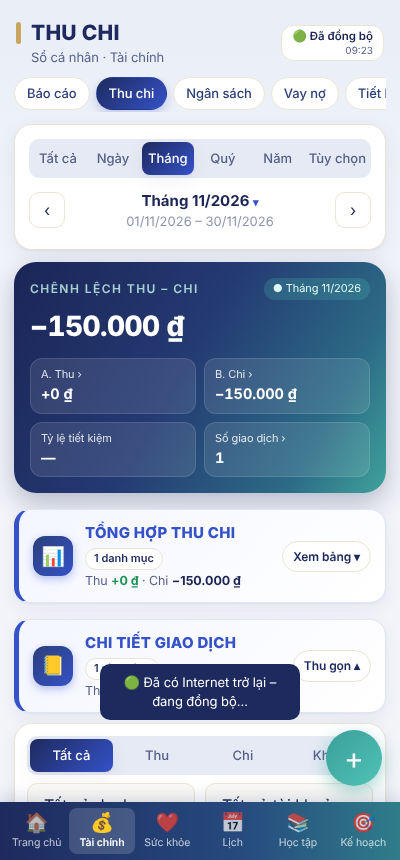 THU CHI
Sổ cá nhân · Tài chính
🟢 Đã đồng bộ
09:23
Báo cáo
Thu chi
Ngân sách
Vay nợ
Tất cả
Ngày
Tháng
Quý
Năm
Tùy chọn
‹
Tháng 11/2026 ▾
›
01/11/2026 – 30/11/2026
CHÊNH LỆCH THU – CHI
Tháng 11/2026
−150.000 ₫
A. Thu ›
+0 ₫
B. Chi ›
−150.000 ₫
Tỷ lệ tiết kiệm
—
Số giao dịch ›
1
TỔNG HỢP THU CHI
1 danh mục
Thu +0 ₫ · Chi −150.000 ₫
Xem bảng ▾
CHI TIẾT GIAO DỊCH
Thu gọn ▴
🟢 Đã có Internet trở lại –
đang đồng bộ...
Tất cả
Thu
Chi
+
Trang chủ
Tài chính
Sức khỏe
Lịch
Học tập
Kế hoạch